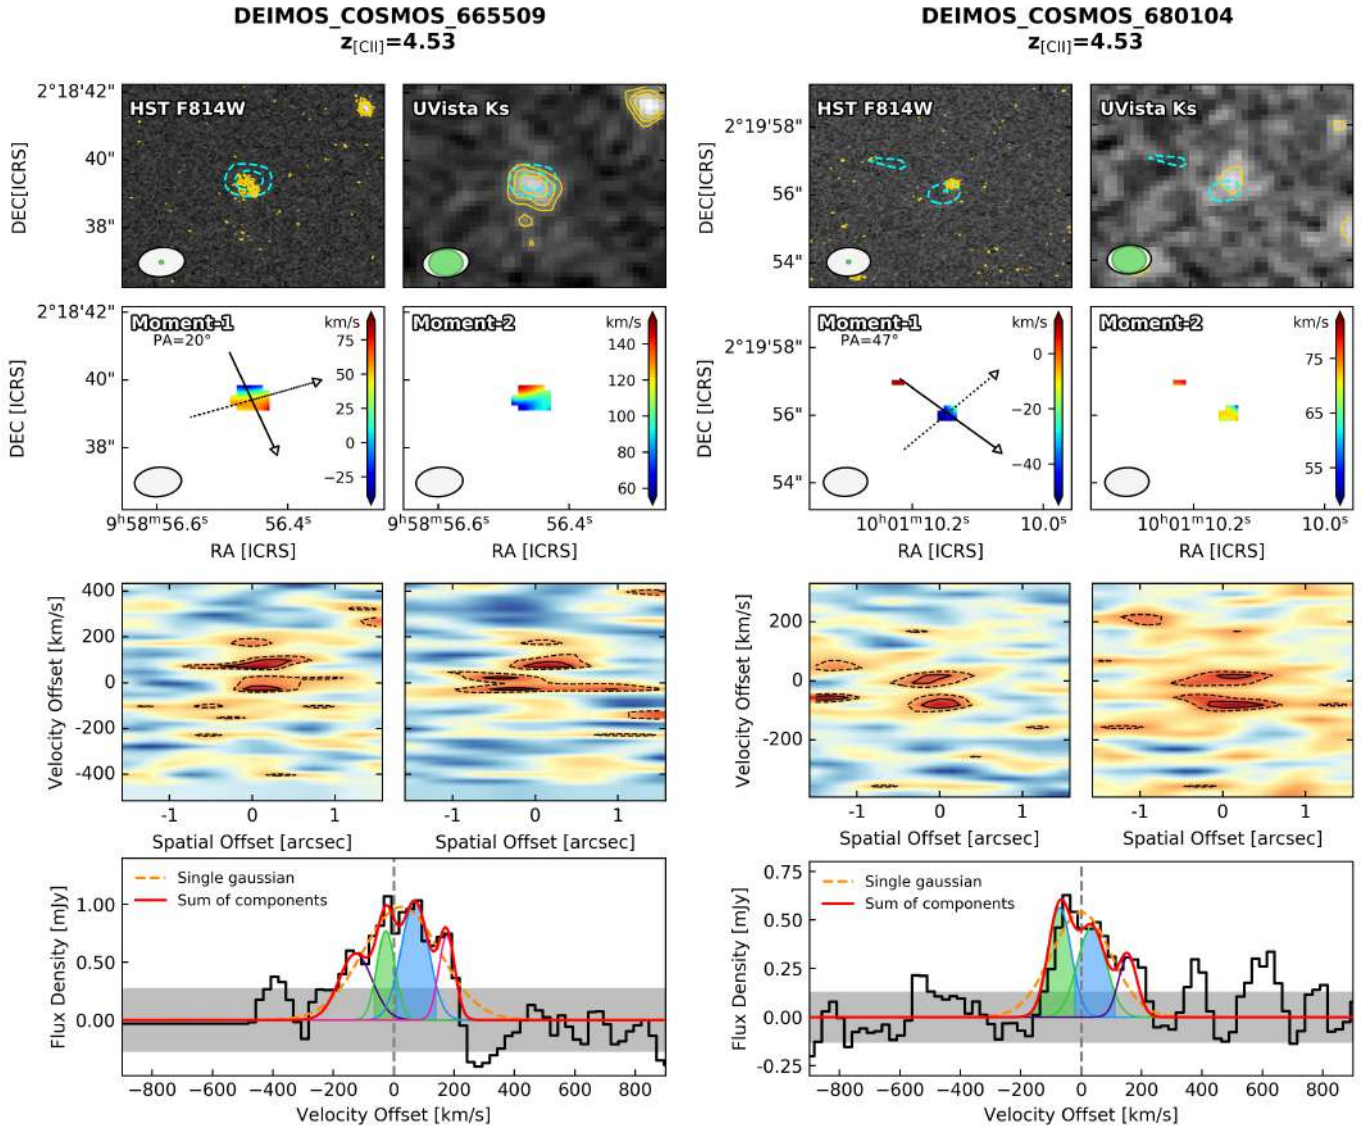 DEIMOS_COSMOS_665509
z[CII]=4.53
HST F814W
UVista Ks
2°18'42"
40"
38"
DEC[ICRS]
Moment-1
PA=20°
km/s
75
50
25
0
−25
Moment-2
km/s
140
120
100
80
60
2°18'42"
40"
38"
DEC [ICRS]
9ʰ58ᵐ56.6ˢ
56.4ˢ
RA [ICRS]
RA [ICRS]
400
200
0
-200
-400
Velocity Offset [km/s]
-1 0 1
-1 0 1
Spatial Offset [arcsec]
Spatial Offset [arcsec]
Single gaussian
Sum of components
1.00
0.50
0.00
Flux Density [mJy]
−800 −600 −400 −200 0 200 400 600 800
Velocity Offset [km/s]
DEIMOS_COSMOS_680104
z[CII]=4.53
HST F814W
UVista Ks
2°19'58"
56"
54"
DEC[ICRS]
Moment-1
PA=47°
km/s
0
−20
−40
Moment-2
km/s
75
65
55
2°19'58"
56"
54"
DEC [ICRS]
10ʰ01ᵐ10.2ˢ
10.0ˢ
10ʰ01ᵐ10.2ˢ
10.0ˢ
RA [ICRS]
RA [ICRS]
200
0
-200
Velocity Offset [km/s]
-1 0 1
-1 0 1
Spatial Offset [arcsec]
Spatial Offset [arcsec]
Single gaussian
Sum of components
0.75
0.50
0.25
0.00
-0.25
Flux Density [mJy]
−800 −600 −400 −200 0 200 400 600 800
Velocity Offset [km/s]